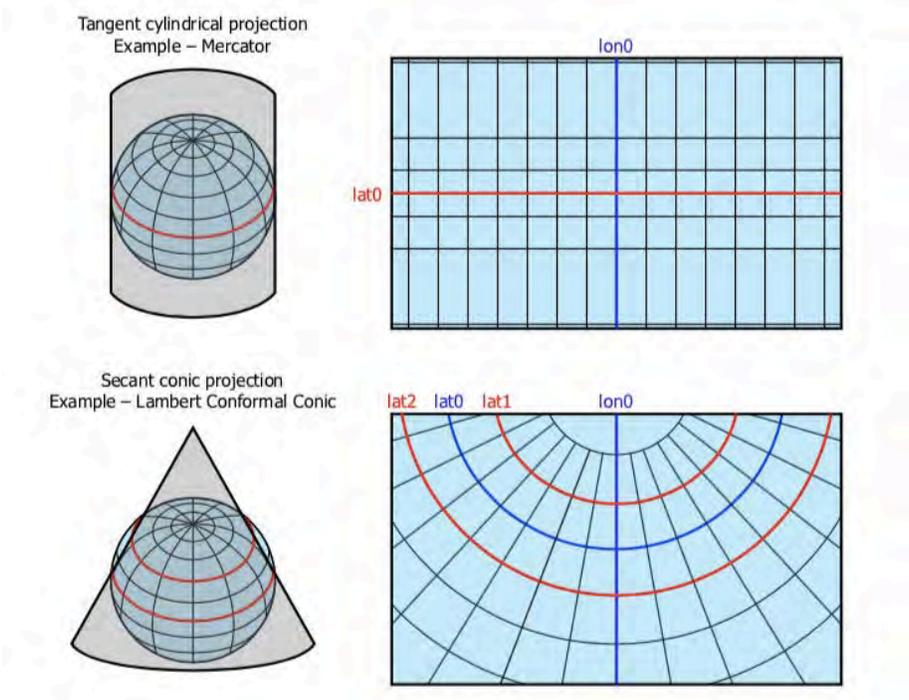 Tangent cylindrical projection
Example – Mercator
lon0
lat0
Secant conic projection
Example – Lambert Conformal Conic
lat2 lat0 lat1 lon0